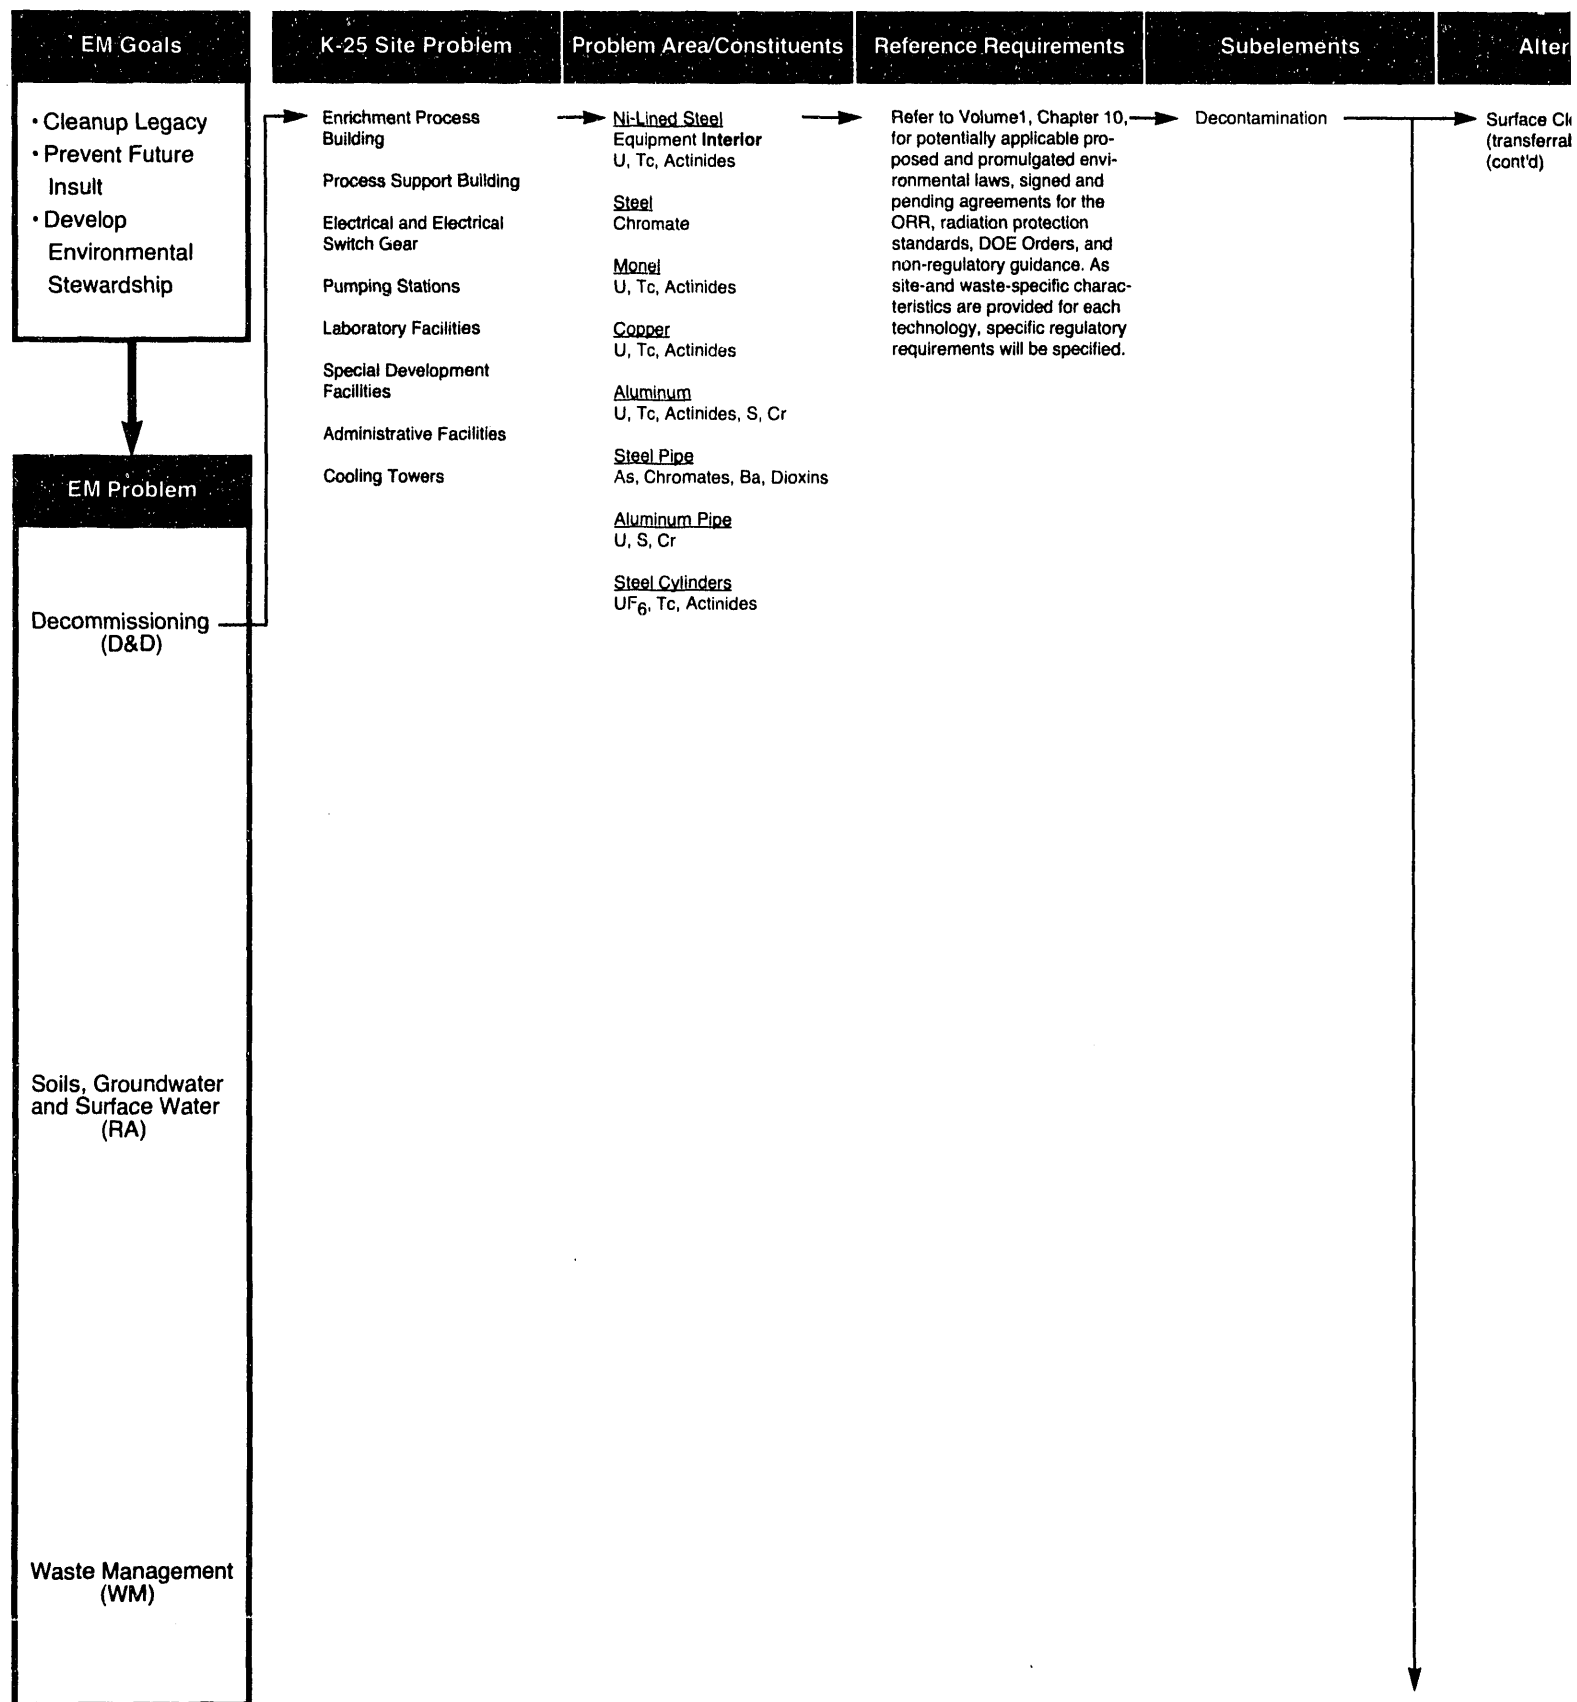 EM Goals
• Cleanup Legacy
• Prevent Future
Insult
• Develop
Environmental
Stewardship
EM Problem
Decommissioning
(D&D)
Soils, Groundwater
and Surface Water
(RA)
Waste Management
(WM)
K-25 Site Problem
Enrichment Process
Building
Process Support Building
Electrical and Electrical
Switch Gear
Pumping Stations
Laboratory Facilities
Special Development
Facilities
Administrative Facilities
Cooling Towers
Problem Area/Constituents
Ni-Lined Steel
Equipment Interior
U, Tc, Actinides
Steel
Chromate
Monel
U, Tc, Actinides
Copper
U, Tc, Actinides
Aluminum
U, Tc, Actinides, S, Cr
Steel Pipe
As, Chromates, Ba, Dioxins
Aluminum Pipe
U, S, Cr
Steel Cylinders
UF6, Tc, Actinides
Reference Requirements
Refer to Volume1, Chapter 10,
for potentially applicable pro-
posed and promulgated envi-
ronmental laws, signed and
pending agreements for the
ORR, radiation protection
standards, DOE Orders, and
non-regulatory guidance. As
site-and waste-specific charac-
teristics are provided for each
technology, specific regulatory
requirements will be specified.
Subelements
Decontamination
Alter
Surface Cl
(transferra
(cont'd)